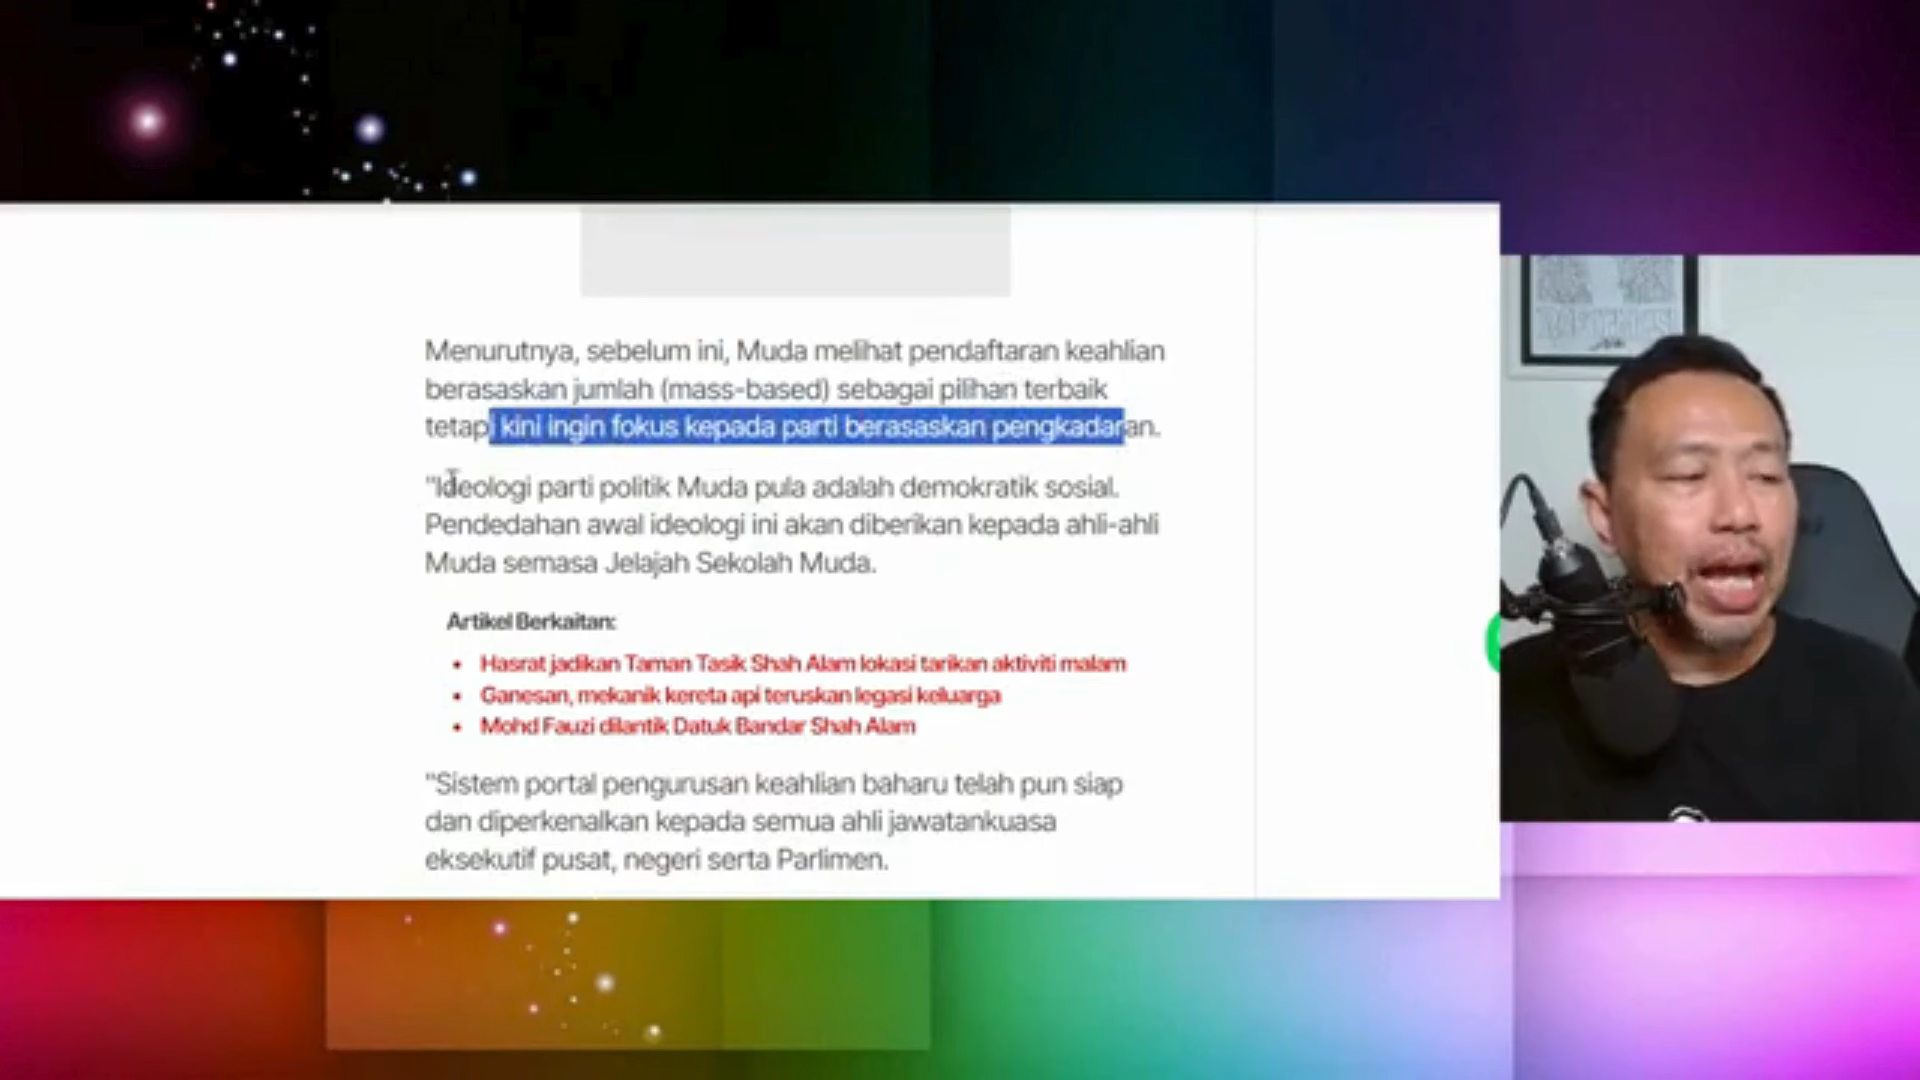 Menurutnya, sebelum ini, Muda melihat pendaftaran keahlian
berasaskan jumlah (mass-based) sebagai pilihan terbaik
tetapi kini ingin fokus kepada parti berasaskan pengkadaran.
"Ideologi parti politik Muda pula adalah demokratik sosial.
Pendedahan awal ideologi ini akan diberikan kepada ahli-ahli
Muda semasa Jelajah Sekolah Muda.
Artikel Berkaitan:
• Hasrat jadikan Taman Tasik Shah Alam lokasi tarikan aktiviti malam
• Ganesan, mekanik kereta api teruskan legasi keluarga
• Mohd Fauzi dilantik Datuk Bandar Shah Alam
"Sistem portal pengurusan keahlian baharu telah pun siap
dan diperkenalkan kepada semua ahli jawatankuasa
eksekutif pusat, negeri serta Parlimen.